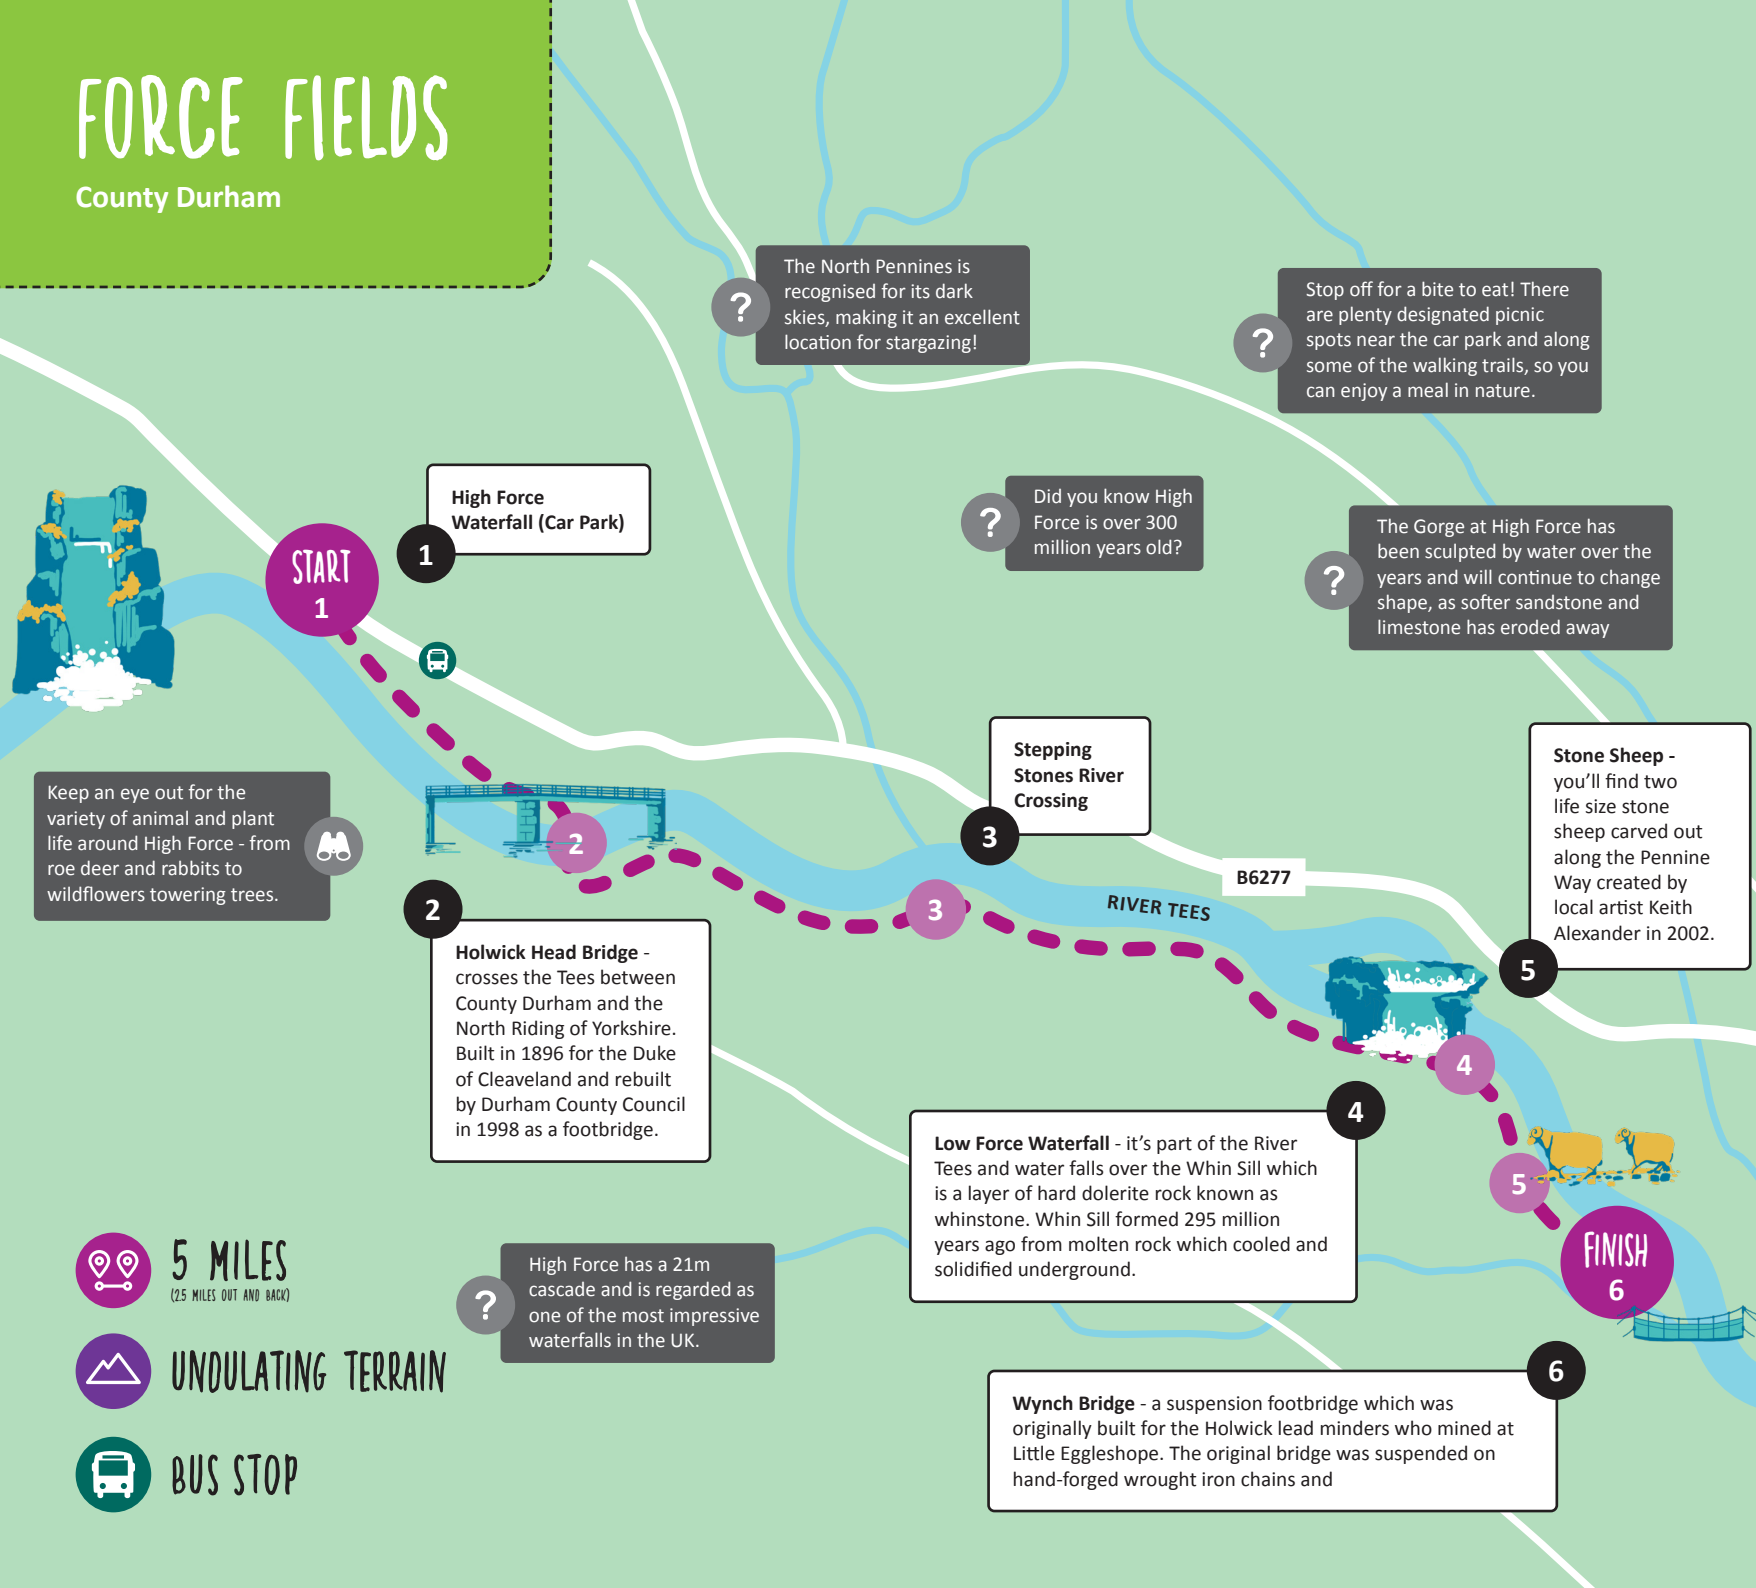 FORCE FIELDS
County Durham
The North Pennines is
recognised for its dark
skies, making it an excellent
location for stargazing!
?
Stop off for a bite to eat! There
are plenty designated picnic
spots near the car park and along
some of the walking trails, so you
can enjoy a meal in nature.
?
High Force
Waterfall (Car Park)
1
START
1
Did you know High
Force is over 300
million years old?
?
The Gorge at High Force has
been sculpted by water over the
years and will continue to change
shape, as softer sandstone and
limestone has eroded away
?
Keep an eye out for the
variety of animal and plant
life around High Force - from
roe deer and rabbits to
wildflowers towering trees.
2
Stepping
Stones River
Crossing
3
3
B6277
RIVER TEES
Stone Sheep -
you'll find two
life size stone
sheep carved out
along the Pennine
Way created by
local artist Keith
Alexander in 2002.
5
2
Holwick Head Bridge -
crosses the Tees between
County Durham and the
North Riding of Yorkshire.
Built in 1896 for the Duke
of Cleaveland and rebuilt
by Durham County Council
in 1998 as a footbridge.
4
4
Low Force Waterfall - it's part of the River
Tees and water falls over the Whin Sill which
is a layer of hard dolerite rock known as
whinstone. Whin Sill formed 295 million
years ago from molten rock which cooled and
solidified underground.
5
FINISH
6
5 MILES
(2.5 MILES OUT AND BACK)
UNDULATING TERRAIN
BUS STOP
High Force has a 21m
cascade and is regarded as
one of the most impressive
waterfalls in the UK.
?
6
Wynch Bridge - a suspension footbridge which was
originally built for the Holwick lead minders who mined at
Little Eggleshope. The original bridge was suspended on
hand-forged wrought iron chains and